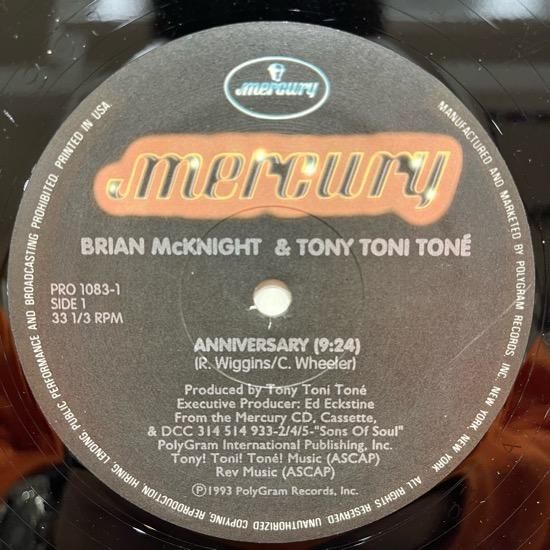 mercury
mercury
BRIAN McKNIGHT & TONY TONI TONÉ
PRO 1083-1
SIDE 1
33 1/3 RPM
ANNIVERSARY (9:24)
(R. Wiggins/C. Wheeler)
Produced by Tony Toni Toné
Executive Producer: Ed Eckstine
From the Mercury CD, Cassette,
& DCC 314 514 933-2/4/5-"Sons Of Soul"
PolyGram International Publishing, Inc.
Tony! Toni! Toné! Music (ASCAP)
Rev Music (ASCAP)
Ⓟ©1993 PolyGram Records, Inc.
MANUFACTURED AND MARKETED BY POLYGRAM RECORDS, INC. NEW YORK, NEW YORK. ALL RIGHTS RESERVED. UNAUTHORIZED COPYING, REPRODUCTION, HIRING, LENDING, PUBLIC PERFORMANCE AND BROADCASTING PROHIBITED. PRINTED IN USA.